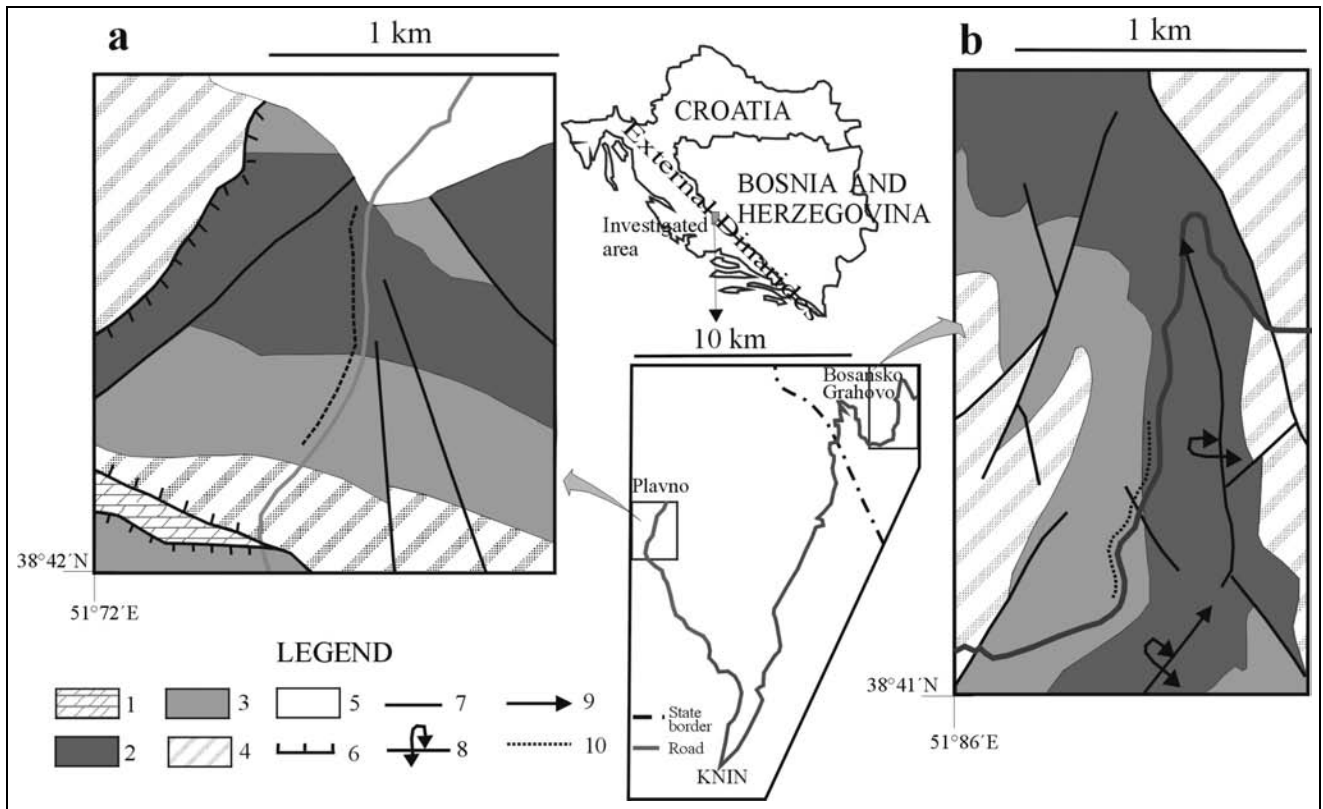 a
1 km
b
1 km
CROATIA
External Dinarides
BOSNIA AND
HERZEGOVINA
Investigated
area
10 km
Bosansko
Grahovo
Plavno
38°42´N
51°72´E
38°41´N
51°86´E
State
border
Road
KNIN
LEGEND
1
3
5
7
9
2
4
6
8
10